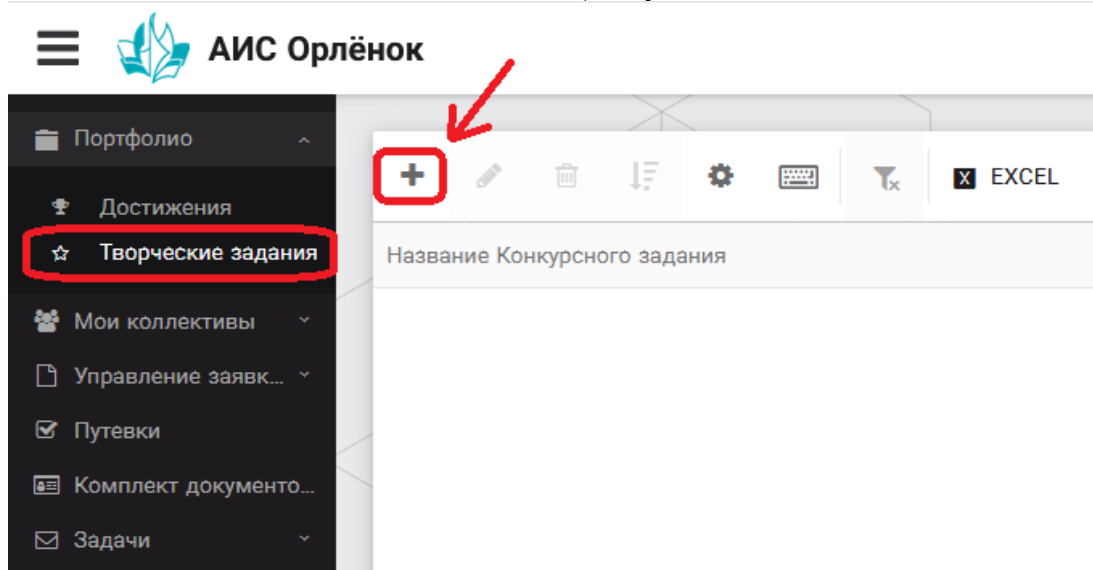 АИС Орлёнок
Портфолио
Достижения
Творческие задания
Мои коллективы
Управление заявк...
Путевки
Комплект документо...
Задачи
X EXCEL
Название Конкурсного задания